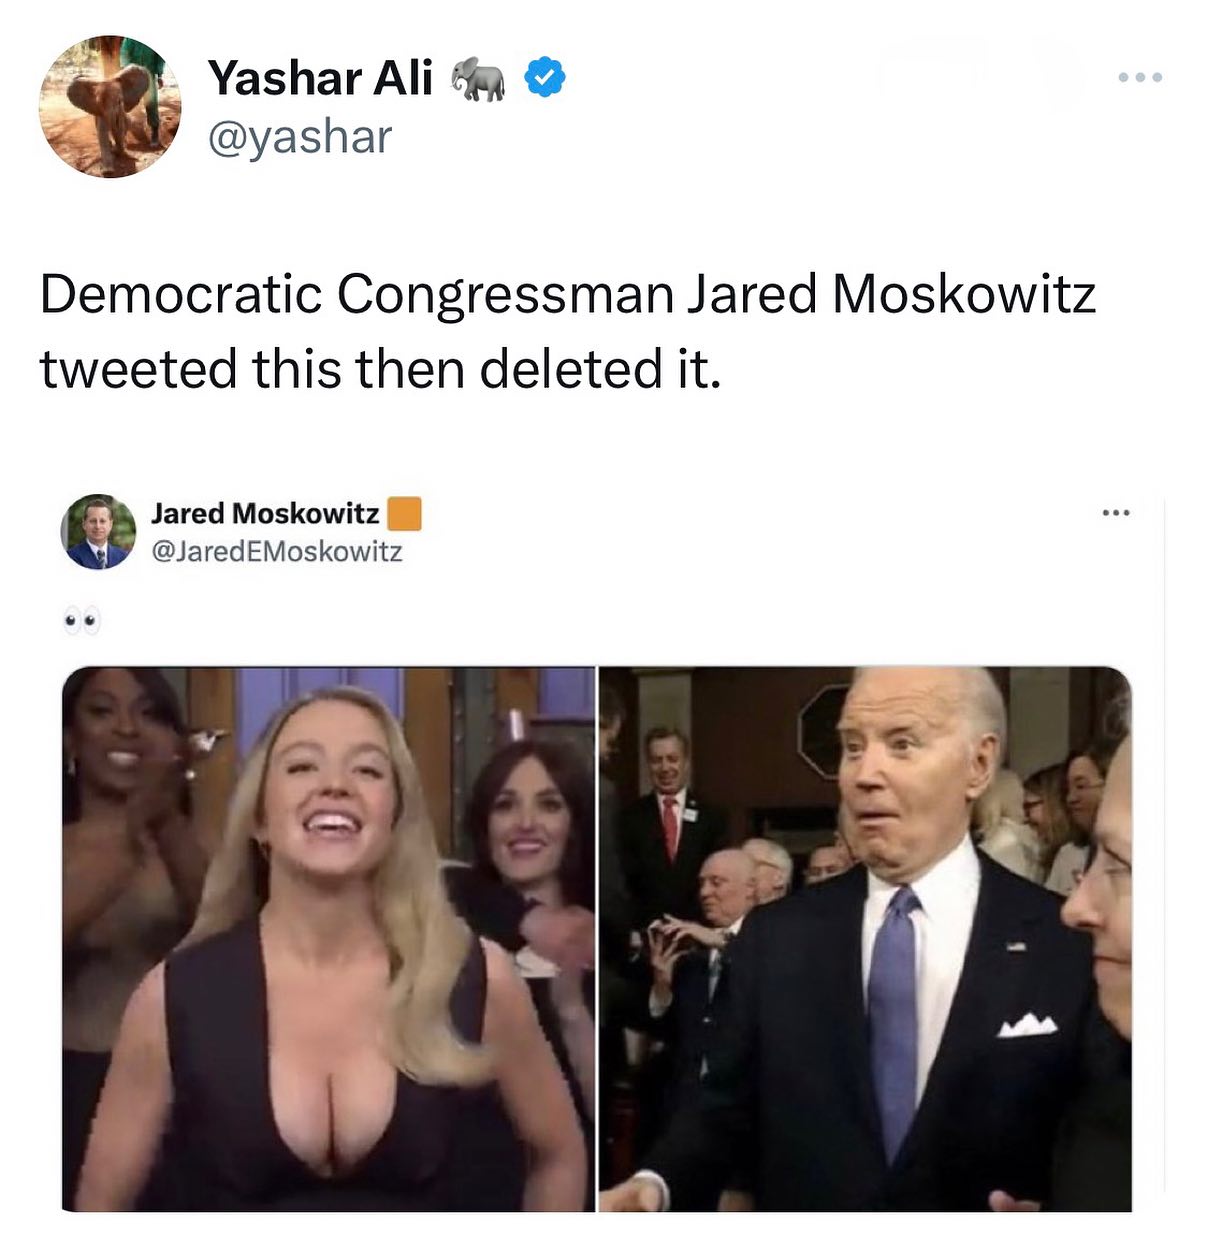 Yashar Ali 🐘
@yashar
Democratic Congressman Jared Moskowitz
tweeted this then deleted it.
Jared Moskowitz 🟧
@JaredEMoskowitz
👀